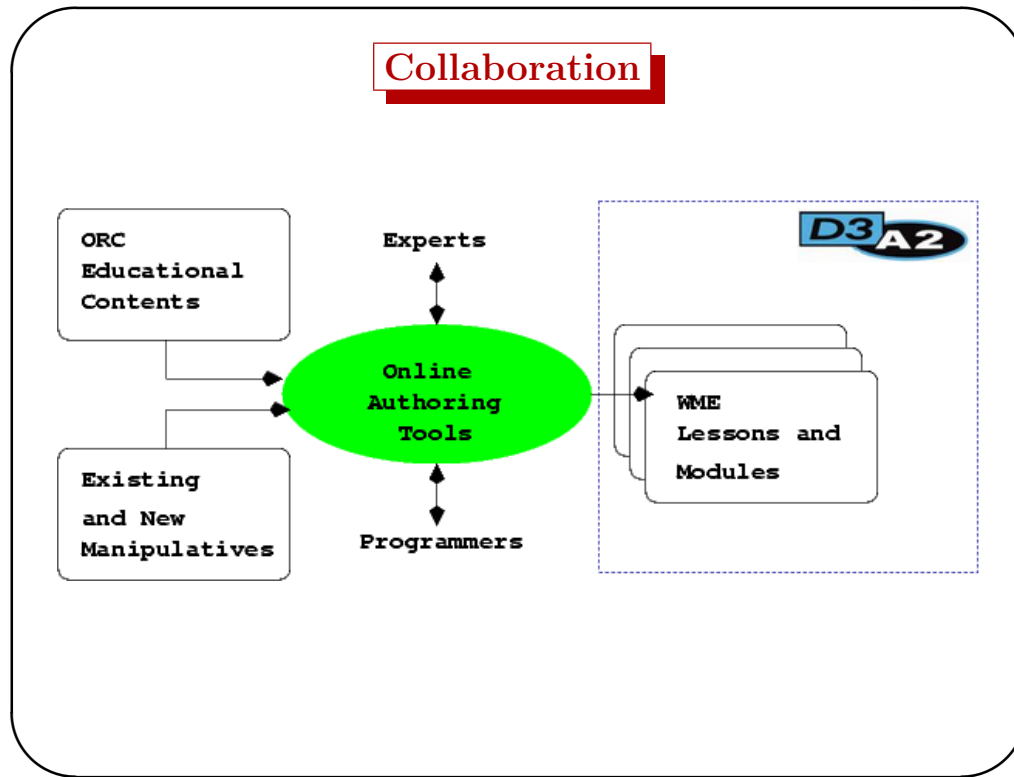 Collaboration
ORC
Educational
Contents
Existing
and New
Manipulatives
Experts
Online
Authoring
Tools
Programmers
D3
A2
WME
Lessons and
Modules